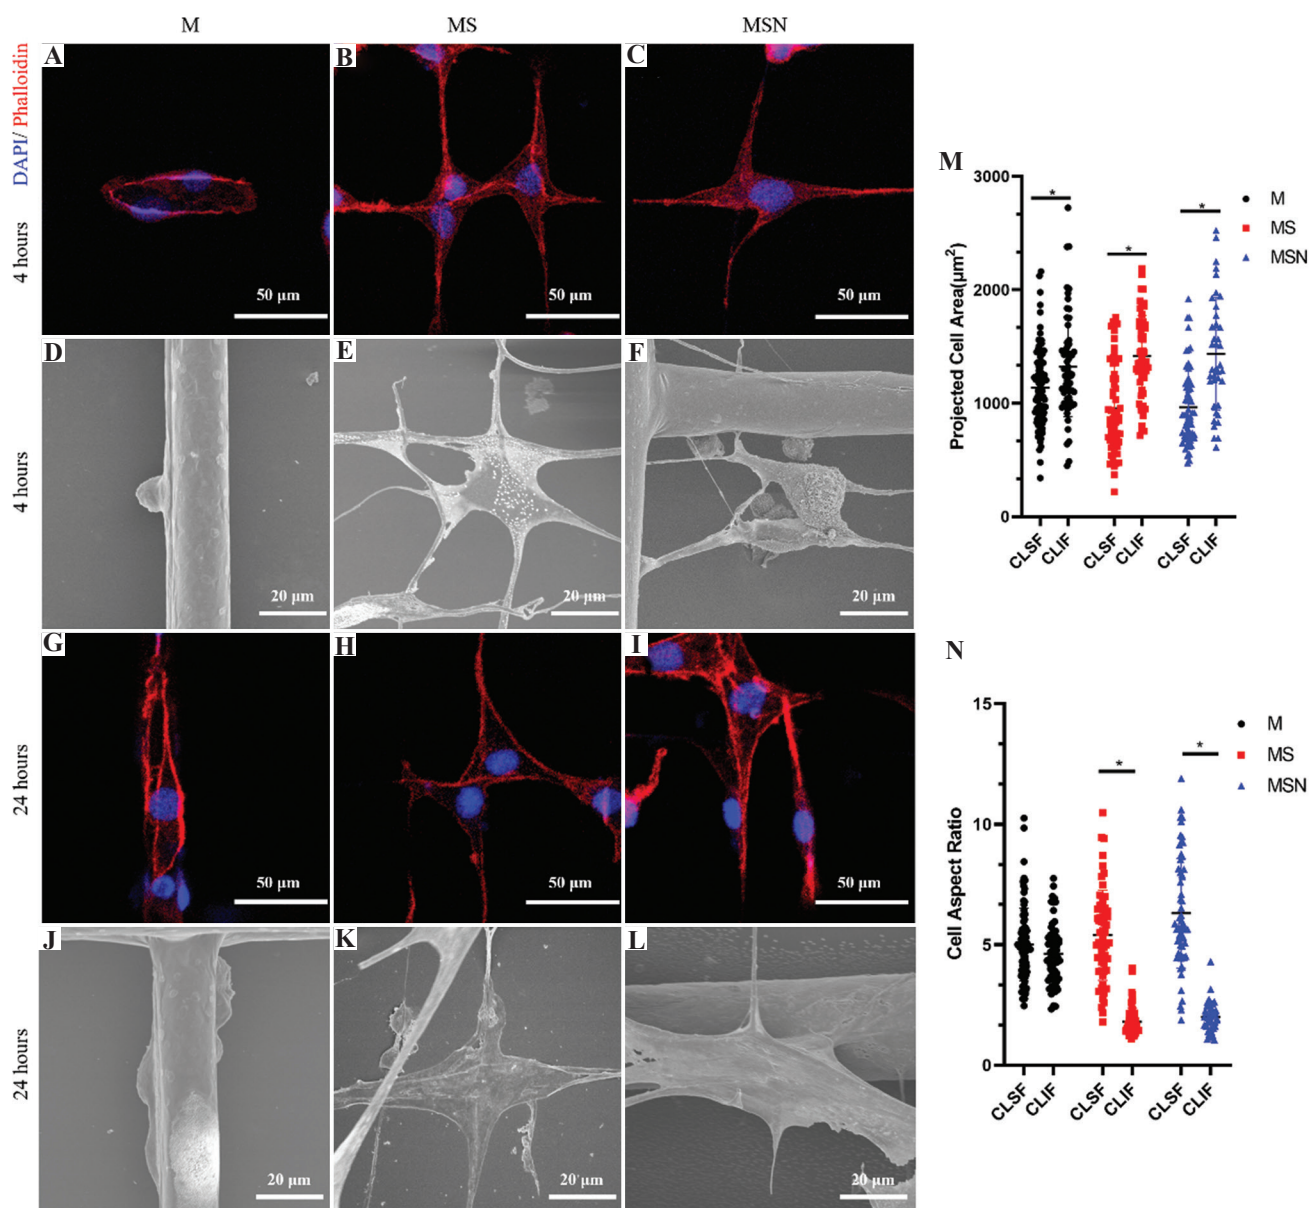 M MS MSN
DAPI/ Phalloidin
4 hours
A
50 μm
B
50 μm
C
50 μm
4 hours
D
20 μm
E
20 μm
F
20 μm
24 hours
G
50 μm
H
50 μm
I
50 μm
24 hours
J
20 μm
K
20 μm
L
20 μm
M
Projected Cell Area(μm²)
3000
2000
1000
0
* * *
M
MS
MSN
CLSF CLIF CLSF CLIF CLSF CLIF
N
Cell Aspect Ratio
15
10
5
0
* *
M
MS
MSN
CLSF CLIF CLSF CLIF CLSF CLIF